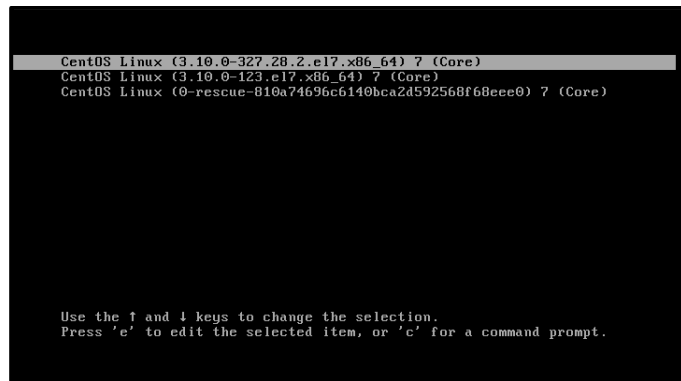 CentOS Linux (3.10.0-327.28.2.el7.x86_64) 7 (Core)
CentOS Linux (3.10.0-123.el7.x86_64) 7 (Core)
CentOS Linux (0-rescue-810a74696c6140bca2d592568f68eee0) 7 (Core)
Use the ↑ and ↓ keys to change the selection.
Press 'e' to edit the selected item, or 'c' for a command prompt.